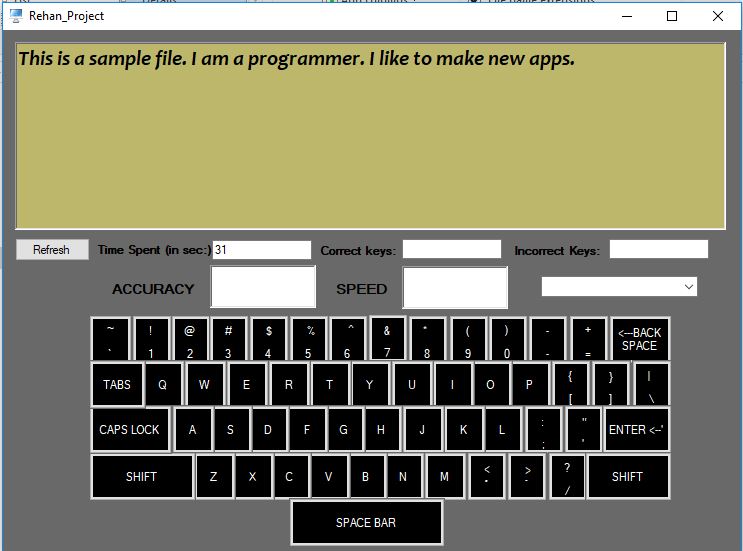 Rehan_Project
This is a sample file. I am a programmer. I like to make new apps.
Refresh Time Spent (in sec:) 31 Correct keys: Incorrect Keys:
ACCURACY SPEED
~ ! @ # $ % ^ & * ( ) - + <---BACK SPACE
` 1 2 3 4 5 6 7 8 9 0 - =
TABS Q W E R T Y U I O P { } |
[ ] \
CAPS LOCK A S D F G H J K L : " ENTER <--'
; '
SHIFT Z X C V B N M < > ? SHIFT
/
SPACE BAR